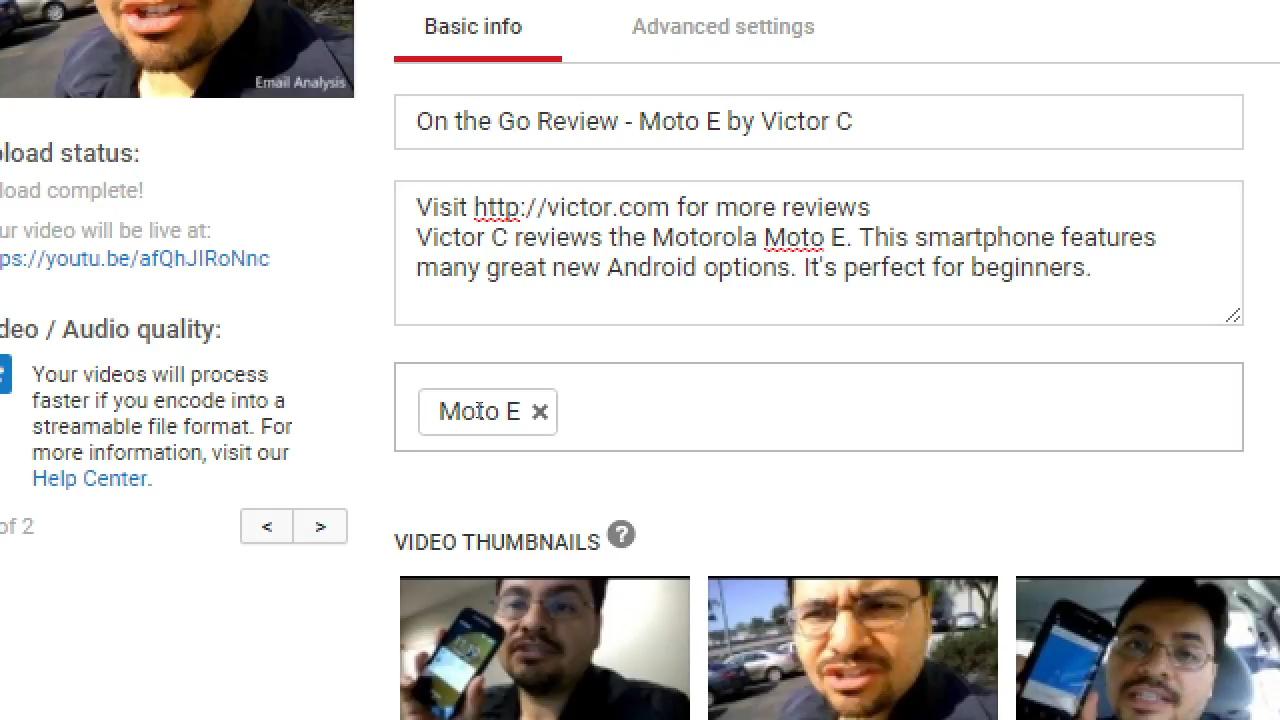 Basic info
Advanced settings
Email Analysis
On the Go Review - Moto E by Victor C
pload status:
load complete!
ur video will be live at:
ps://youtu.be/afQhJIRoNnc
Visit http://victor.com for more reviews
Victor C reviews the Motorola Moto E. This smartphone features
many great new Android options. It's perfect for beginners.
deo / Audio quality:
Your videos will process
faster if you encode into a
streamable file format. For
more information, visit our
Help Center.
Moto E ×
of 2
< >
VIDEO THUMBNAILS ?